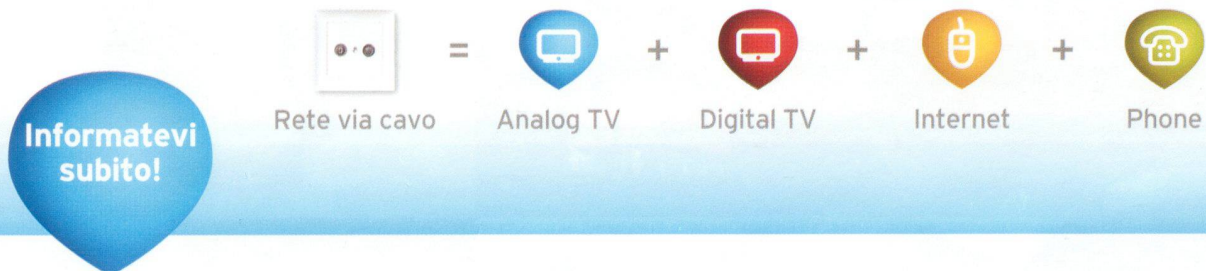 = + + +
Rete via cavo Analog TV Digital TV Internet Phone
Informatevi
subito!